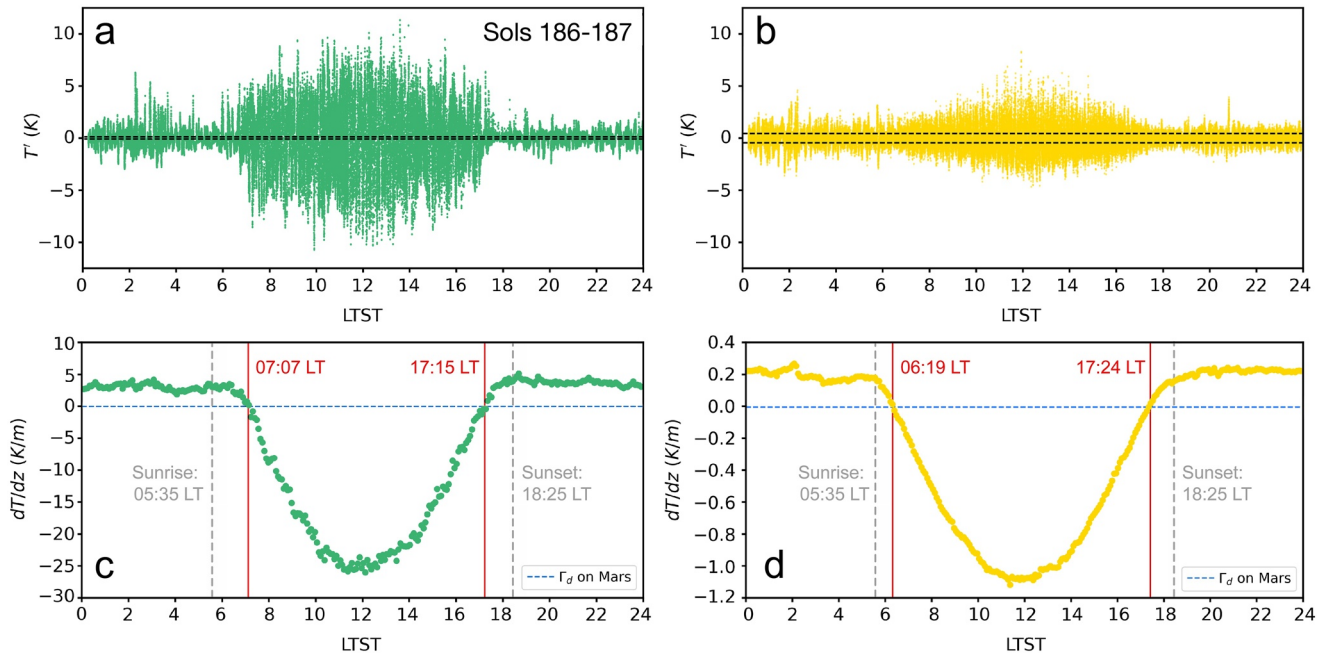 a
Sols 186-187
10
5
0
−5
−10
T′ (K)
0 2 4 6 8 10 12 14 16 18 20 22 24
LTST
b
10
5
0
−5
−10
T′ (K)
0 2 4 6 8 10 12 14 16 18 20 22 24
LTST
10
5
0
−5
−10
−15
−20
−25
−30
dT/dz (K/m)
07:07 LT
17:15 LT
Sunrise:
05:35 LT
Sunset:
18:25 LT
c
Γd on Mars
0 2 4 6 8 10 12 14 16 18 20 22 24
LTST
0.4
0.2
0.0
−0.2
−0.4
−0.6
−0.8
−1.0
−1.2
dT/dz (K/m)
06:19 LT
17:24 LT
Sunrise:
05:35 LT
Sunset:
18:25 LT
d
Γd on Mars
0 2 4 6 8 10 12 14 16 18 20 22 24
LTST